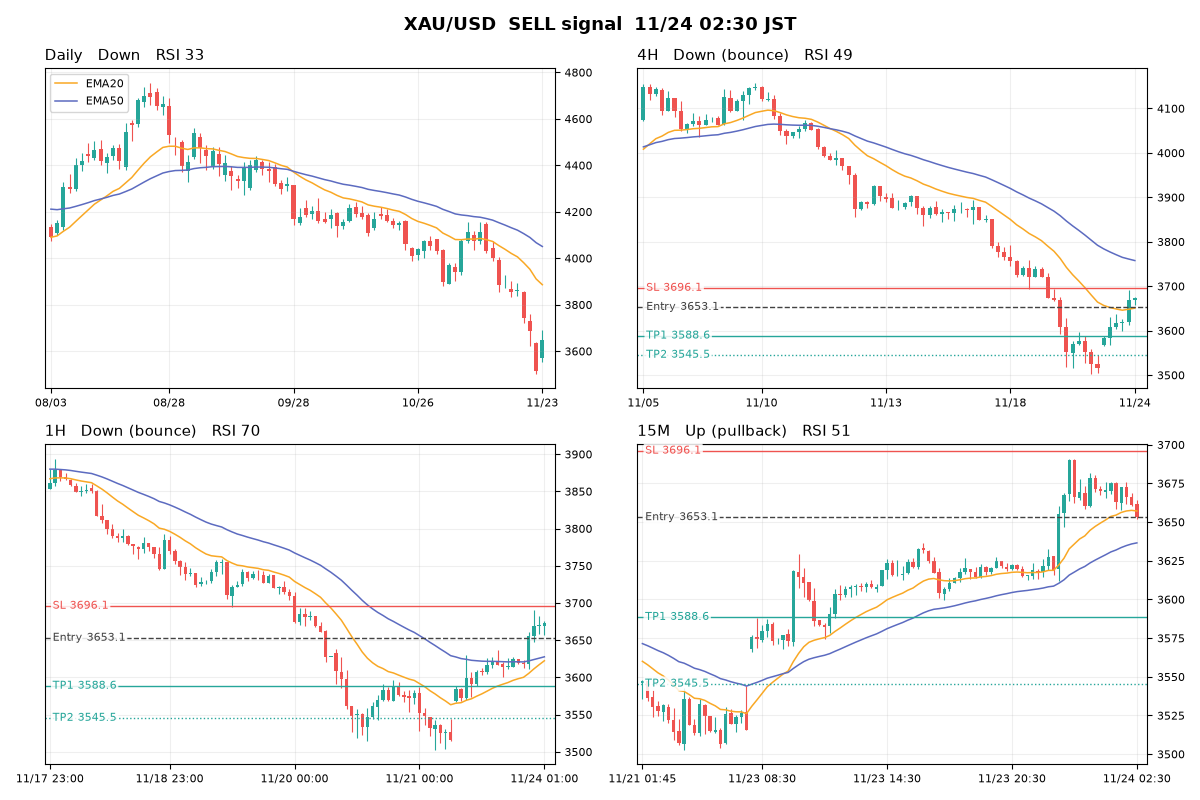 XAU/USD  SELL signal  11/24 02:30 JST
Daily   Down   RSI 33
EMA20
EMA50
4800
4600
4400
4200
4000
3800
3600
08/03
08/28
09/28
10/26
11/23
4H   Down (bounce)   RSI 49
SL 3696.1
Entry 3653.1
TP1 3588.6
TP2 3545.5
4100
4000
3900
3800
3700
3600
3500
11/05
11/10
11/13
11/18
11/24
1H   Down (bounce)   RSI 70
SL 3696.1
Entry 3653.1
TP1 3588.6
TP2 3545.5
3900
3850
3800
3750
3700
3650
3600
3550
3500
11/17 23:00
11/18 23:00
11/20 00:00
11/21 00:00
11/24 01:00
15M   Up (pullback)   RSI 51
SL 3696.1
Entry 3653.1
TP1 3588.6
TP2 3545.5
3700
3675
3650
3625
3600
3575
3550
3525
3500
11/21 01:45
11/23 08:30
11/23 14:30
11/23 20:30
11/24 02:30